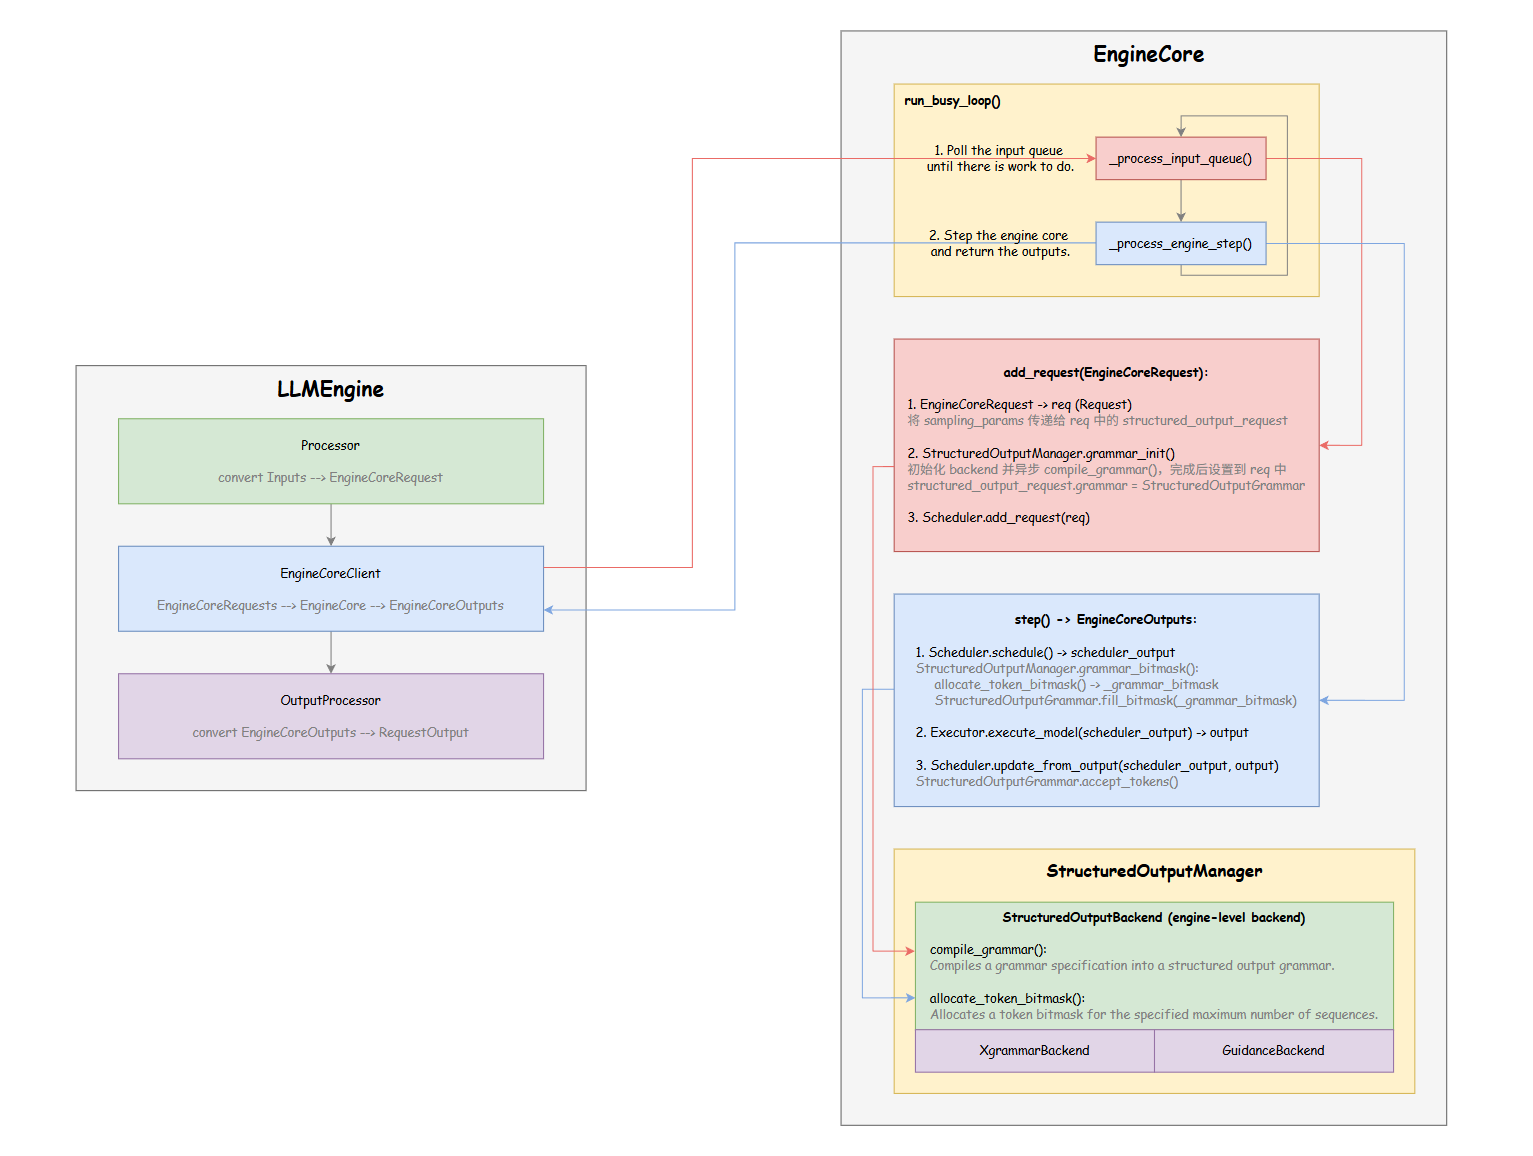 LLMEngine
Processor
convert Inputs --> EngineCoreRequest
EngineCoreClient
EngineCoreRequests --> EngineCore --> EngineCoreOutputs
OutputProcessor
convert EngineCoreOutputs --> RequestOutput
EngineCore
run_busy_loop()
1. Poll the input queue
until there is work to do.
_process_input_queue()
2. Step the engine core
and return the outputs.
_process_engine_step()
add_request(EngineCoreRequest):
1. EngineCoreRequest -> req (Request)
将 sampling_params 传递给 req 中的 structured_output_request
2. StructuredOutputManager.grammar_init()
初始化 backend 并异步 compile_grammar()，完成后设置到 req 中
structured_output_request.grammar = StructuredOutputGrammar
3. Scheduler.add_request(req)
step() -> EngineCoreOutputs:
1. Scheduler.schedule() -> scheduler_output
StructuredOutputManager.grammar_bitmask():
allocate_token_bitmask() -> _grammar_bitmask
StructuredOutputGrammar.fill_bitmask(_grammar_bitmask)
2. Executor.execute_model(scheduler_output) -> output
3. Scheduler.update_from_output(scheduler_output, output)
StructuredOutputGrammar.accept_tokens()
StructuredOutputManager
StructuredOutputBackend (engine-level backend)
compile_grammar():
Compiles a grammar specification into a structured output grammar.
allocate_token_bitmask():
Allocates a token bitmask for the specified maximum number of sequences.
XgrammarBackend
GuidanceBackend